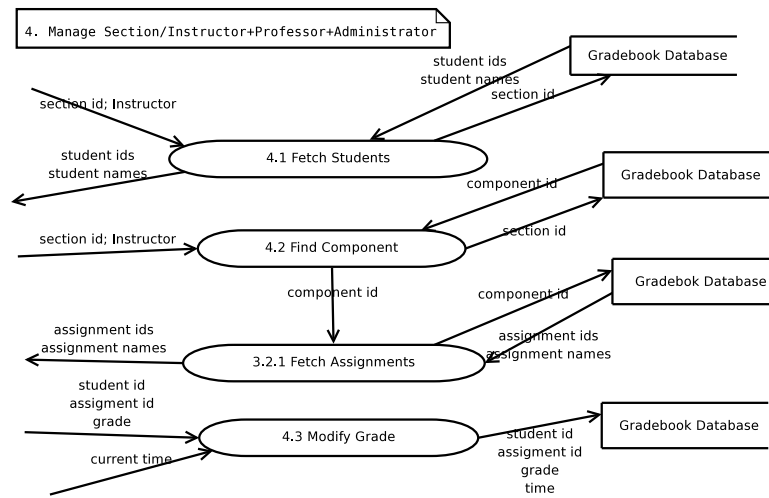 4. Manage Section/Instructor+Professor+Administrator
student ids
student names
Gradebook Database
section id
section id; Instructor
4.1 Fetch Students
student ids
student names
component id
Gradebook Database
section id
section id; Instructor
4.2 Find Component
component id
component id
Gradebok Database
assignment ids
assignment names
assignment ids
assignment names
3.2.1 Fetch Assignments
student id
assigment id
grade
4.3 Modify Grade
Gradebook Database
current time
student id
assigment id
grade
time